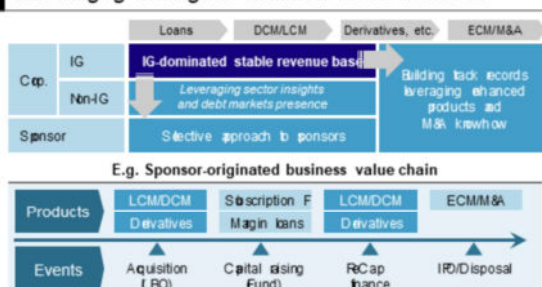 Loans DCM/LCM Derivatives, etc. ECM/M&A
Corp.
IG
IG-dominated stable revenue base
Non-IG
Leveraging sector insights
and debt markets presence
Building track records
leveraging enhanced
products and
M&A knowhow
Sponsor
Selective approach to sponsors
E.g. Sponsor-originated business value chain
Products
LCM/DCM Subscription F LCM/DCM ECM/M&A
Derivatives Margin loans Derivatives
Events
Acquisition Capital raising ReCap IPO/Disposal
(LBO) Fund) finance